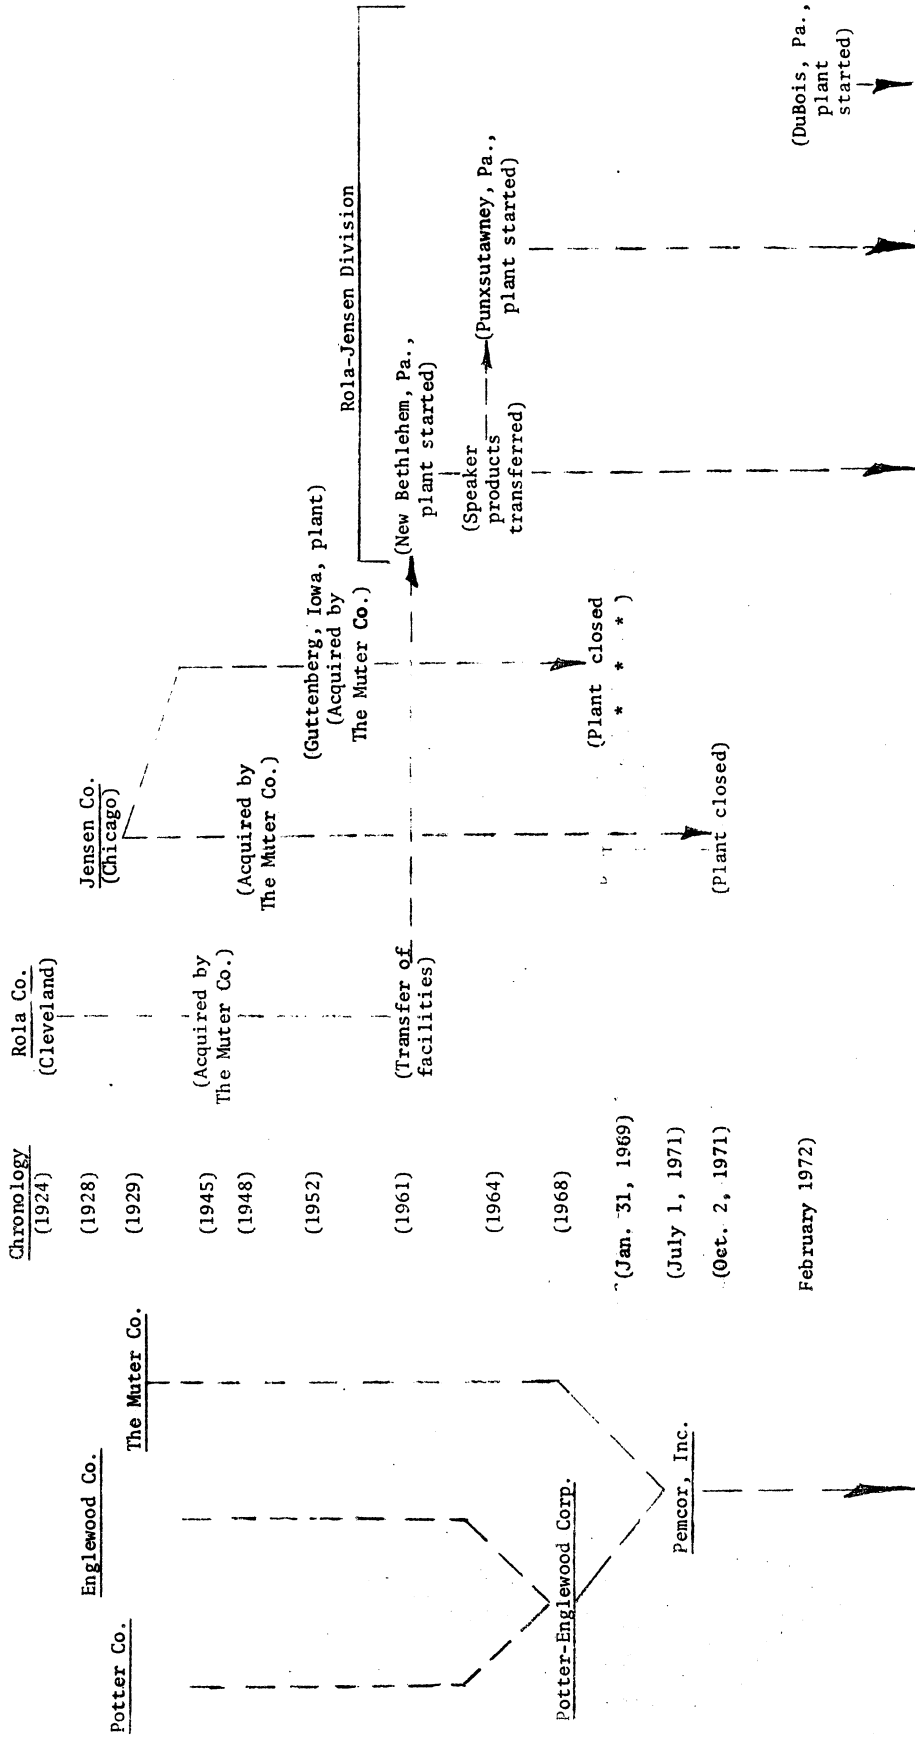 Potter Co.
Englewood Co.
The Muter Co.
Potter-Englewood Corp.
Pemcor, Inc.
Chronology
(1924)
(1928)
(1929)
(1945)
(1948)
(1952)
(1961)
(1964)
(1968)
(Jan. 31, 1969)
(July 1, 1971)
(Oct. 2, 1971)
February 1972)
Rola Co.
(Cleveland)
(Acquired by
The Muter Co.)
(Transfer of
facilities)
Jensen Co.
(Chicago)
(Acquired by
The Muter Co.)
(Plant closed)
(Guttenberg, Iowa, plant)
(Acquired by
The Muter Co.)
(Plant closed
* * * *)
Rola-Jensen Division
(New Bethlehem, Pa.,
plant started)
(Speaker
products
transferred)
(Punxsutawney, Pa.,
plant started)
(DuBois, Pa.,
plant
started)